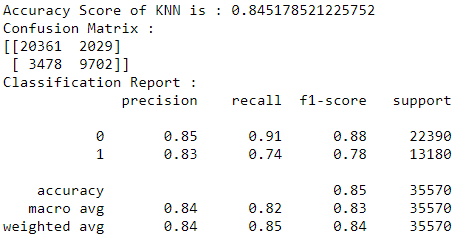 Accuracy Score of KNN is : 0.845178521225752
Confusion Matrix :
[[20361  2029]
 [ 3478  9702]]
Classification Report :
              precision    recall  f1-score   support
           0       0.85      0.91      0.88     22390
           1       0.83      0.74      0.78     13180
    accuracy                           0.85     35570
   macro avg       0.84      0.82      0.83     35570
weighted avg       0.84      0.85      0.84     35570